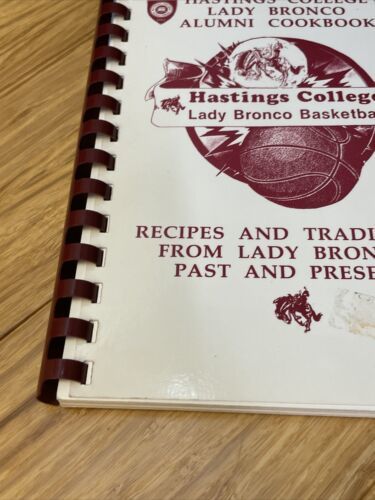 HASTINGS COLLEGE
LADY BRONCO
ALUMNI COOKBOOK
Hastings College
Lady Bronco Basketba
RECIPES AND TRADI
FROM LADY BRON
PAST AND PRESE